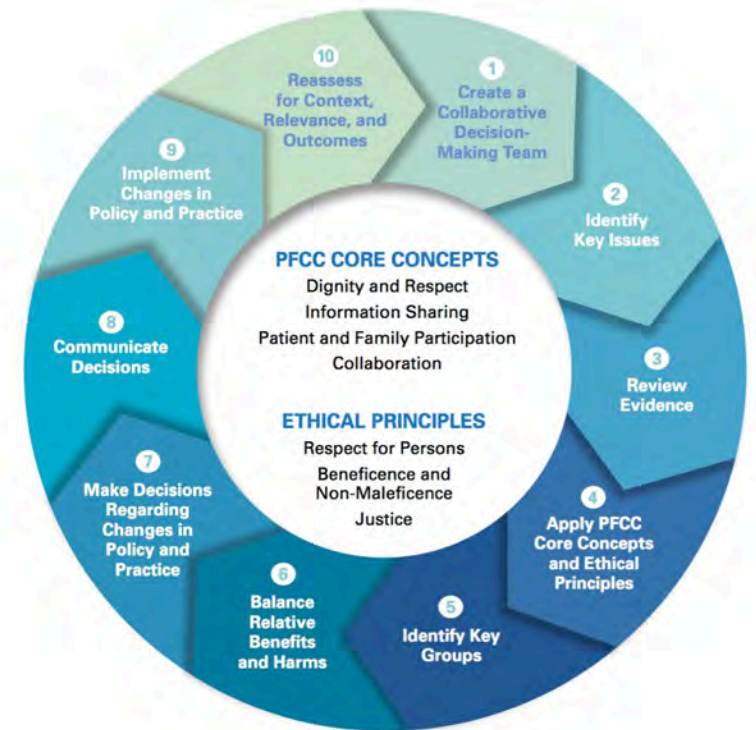 10
Reassess
for Context,
Relevance, and
Outcomes
1
Create a
Collaborative
Decision-
Making Team
2
Identify
Key Issues
3
Review
Evidence
4
Apply PFCC
Core Concepts
and Ethical
Principles
5
Identify Key
Groups
6
Balance
Relative
Benefits
and Harms
7
Make Decisions
Regarding
Changes in
Policy and
Practice
8
Communicate
Decisions
9
Implement
Changes in
Policy and Practice
PFCC CORE CONCEPTS
Dignity and Respect
Information Sharing
Patient and Family Participation
Collaboration
ETHICAL PRINCIPLES
Respect for Persons
Beneficence and
Non-Maleficence
Justice